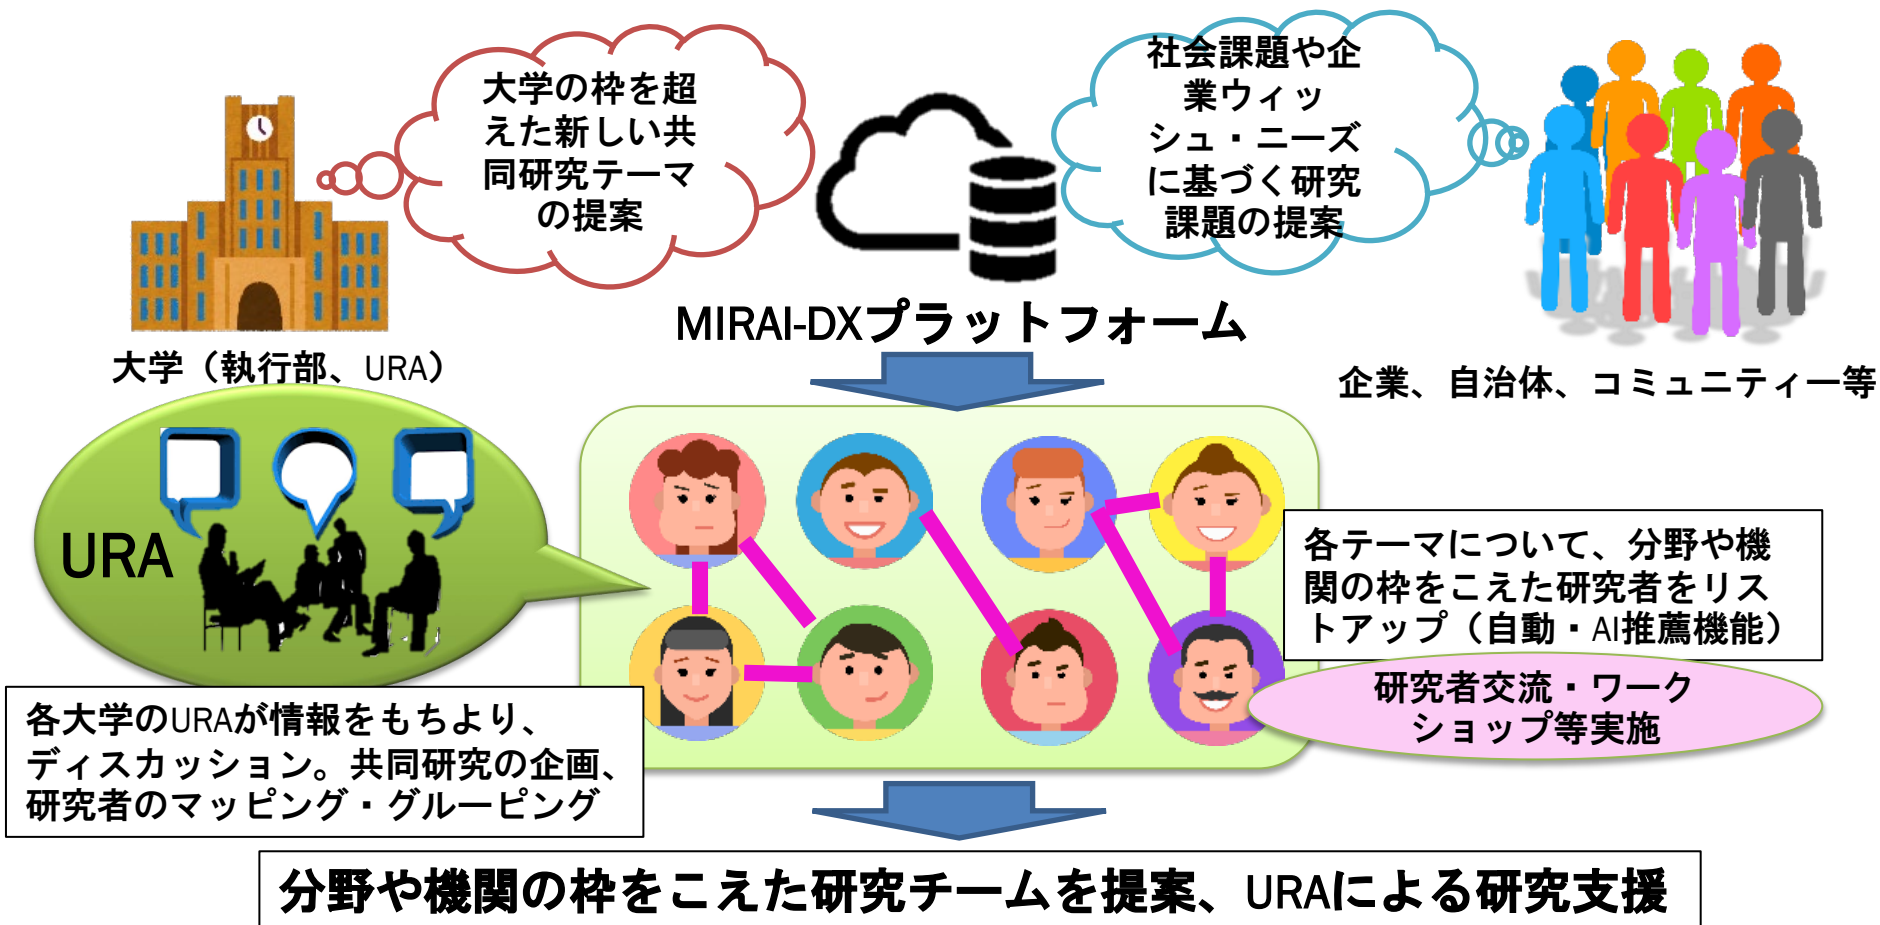 大学の枠を超
えた新しい共
同研究テーマ
の提案
社会課題や企
業ウィッ
シュ・ニーズ
に基づく研究
課題の提案
MIRAI-DXプラットフォーム
大学（執行部、URA）
企業、自治体、コミュニティー等
URA
各テーマについて、分野や機
関の枠をこえた研究者をリス
トアップ（自動・AI推薦機能）
研究者交流・ワーク
ショップ等実施
各大学のURAが情報をもちより、
ディスカッション。共同研究の企画、
研究者のマッピング・グルーピング
分野や機関の枠をこえた研究チームを提案、URAによる研究支援